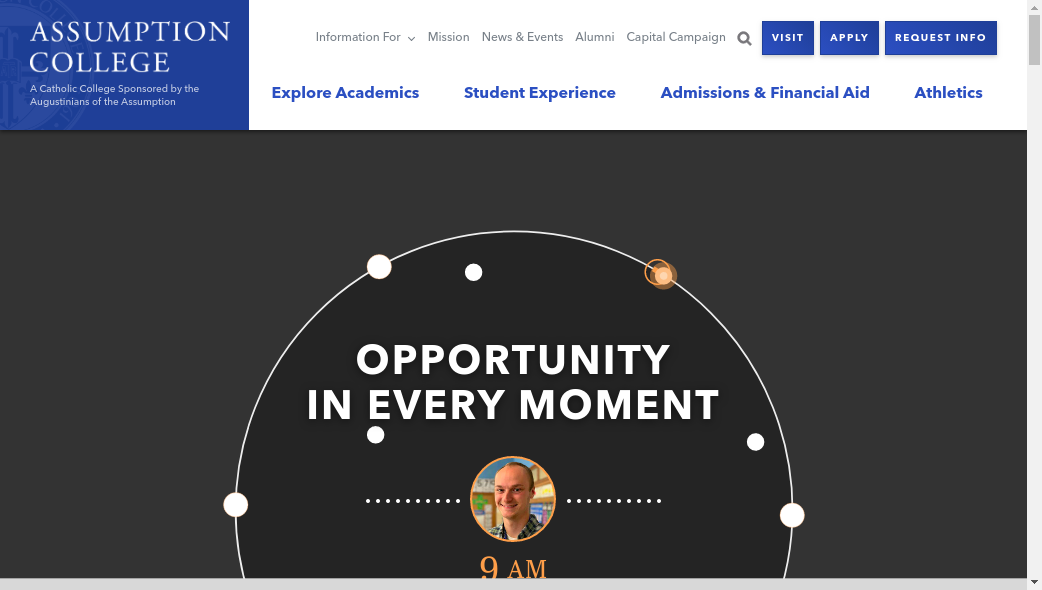 ASSUMPTION
COLLEGE
A Catholic College Sponsored by the
Augustinians of the Assumption
Information For
Mission
News & Events
Alumni
Capital Campaign
VISIT
APPLY
REQUEST INFO
Explore Academics
Student Experience
Admissions & Financial Aid
Athletics
OPPORTUNITY
IN EVERY MOMENT
9 AM